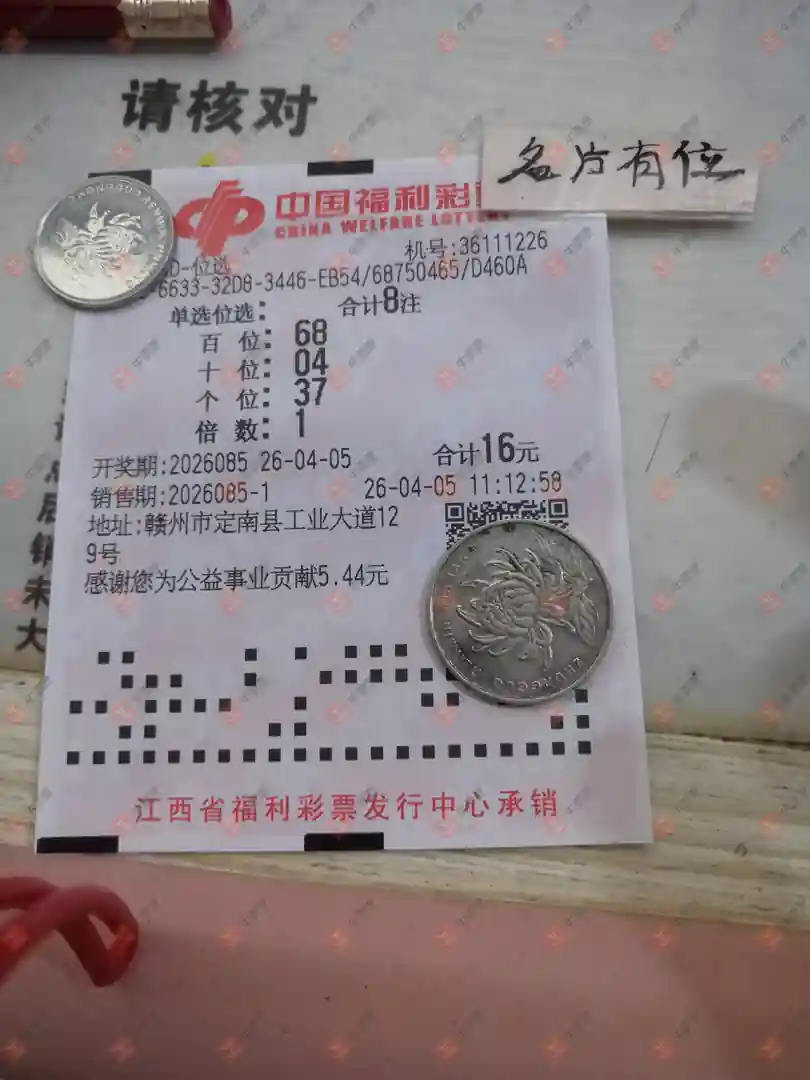 请核对
名片有位
中国福利彩
CHINA WELFARE LOTTERY
机号:36111226
D-位选
6633-32D8-3446-EB54/68750465/D460A
单选位选: 合计8注
百 位: 68
十 位: 04
个 位: 37
倍 数: 1
开奖期:2026085 26-04-05 合计16元
销售期:2026085-1 26-04-05 11:12:58
地址:赣州市定南县工业大道12
9号
感谢您为公益事业贡献5.44元
江西省福利彩票发行中心承销